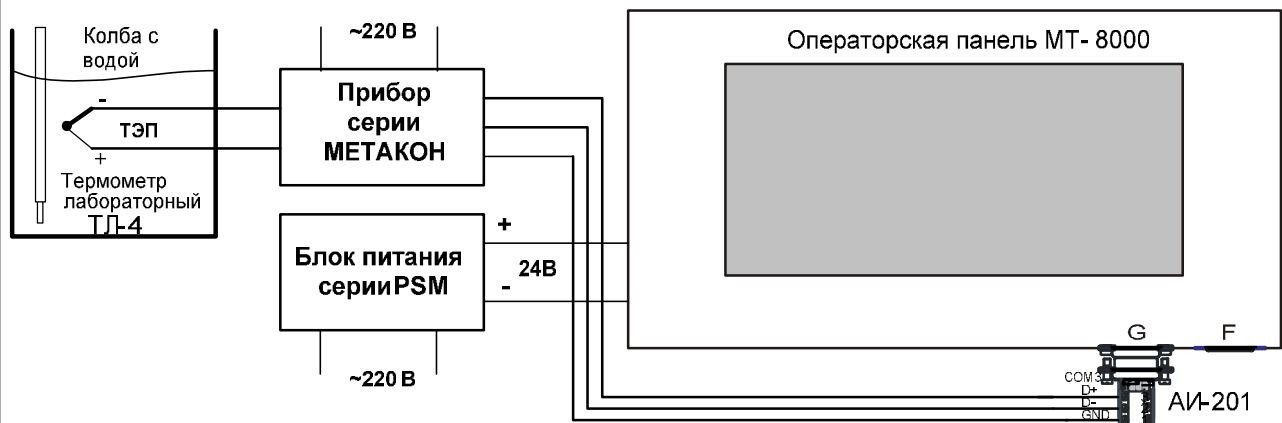 Колба с
водой
-
ТЭП
+
Термометр
лабораторный
ТЛ-4
~220 В
Прибор
серии
МЕТАКОН
Блок питания
серииPSM
~220 В
+
24В
-
Операторская панель МТ- 8000
G
F
COM3
D+
D-
GND
АИ-201